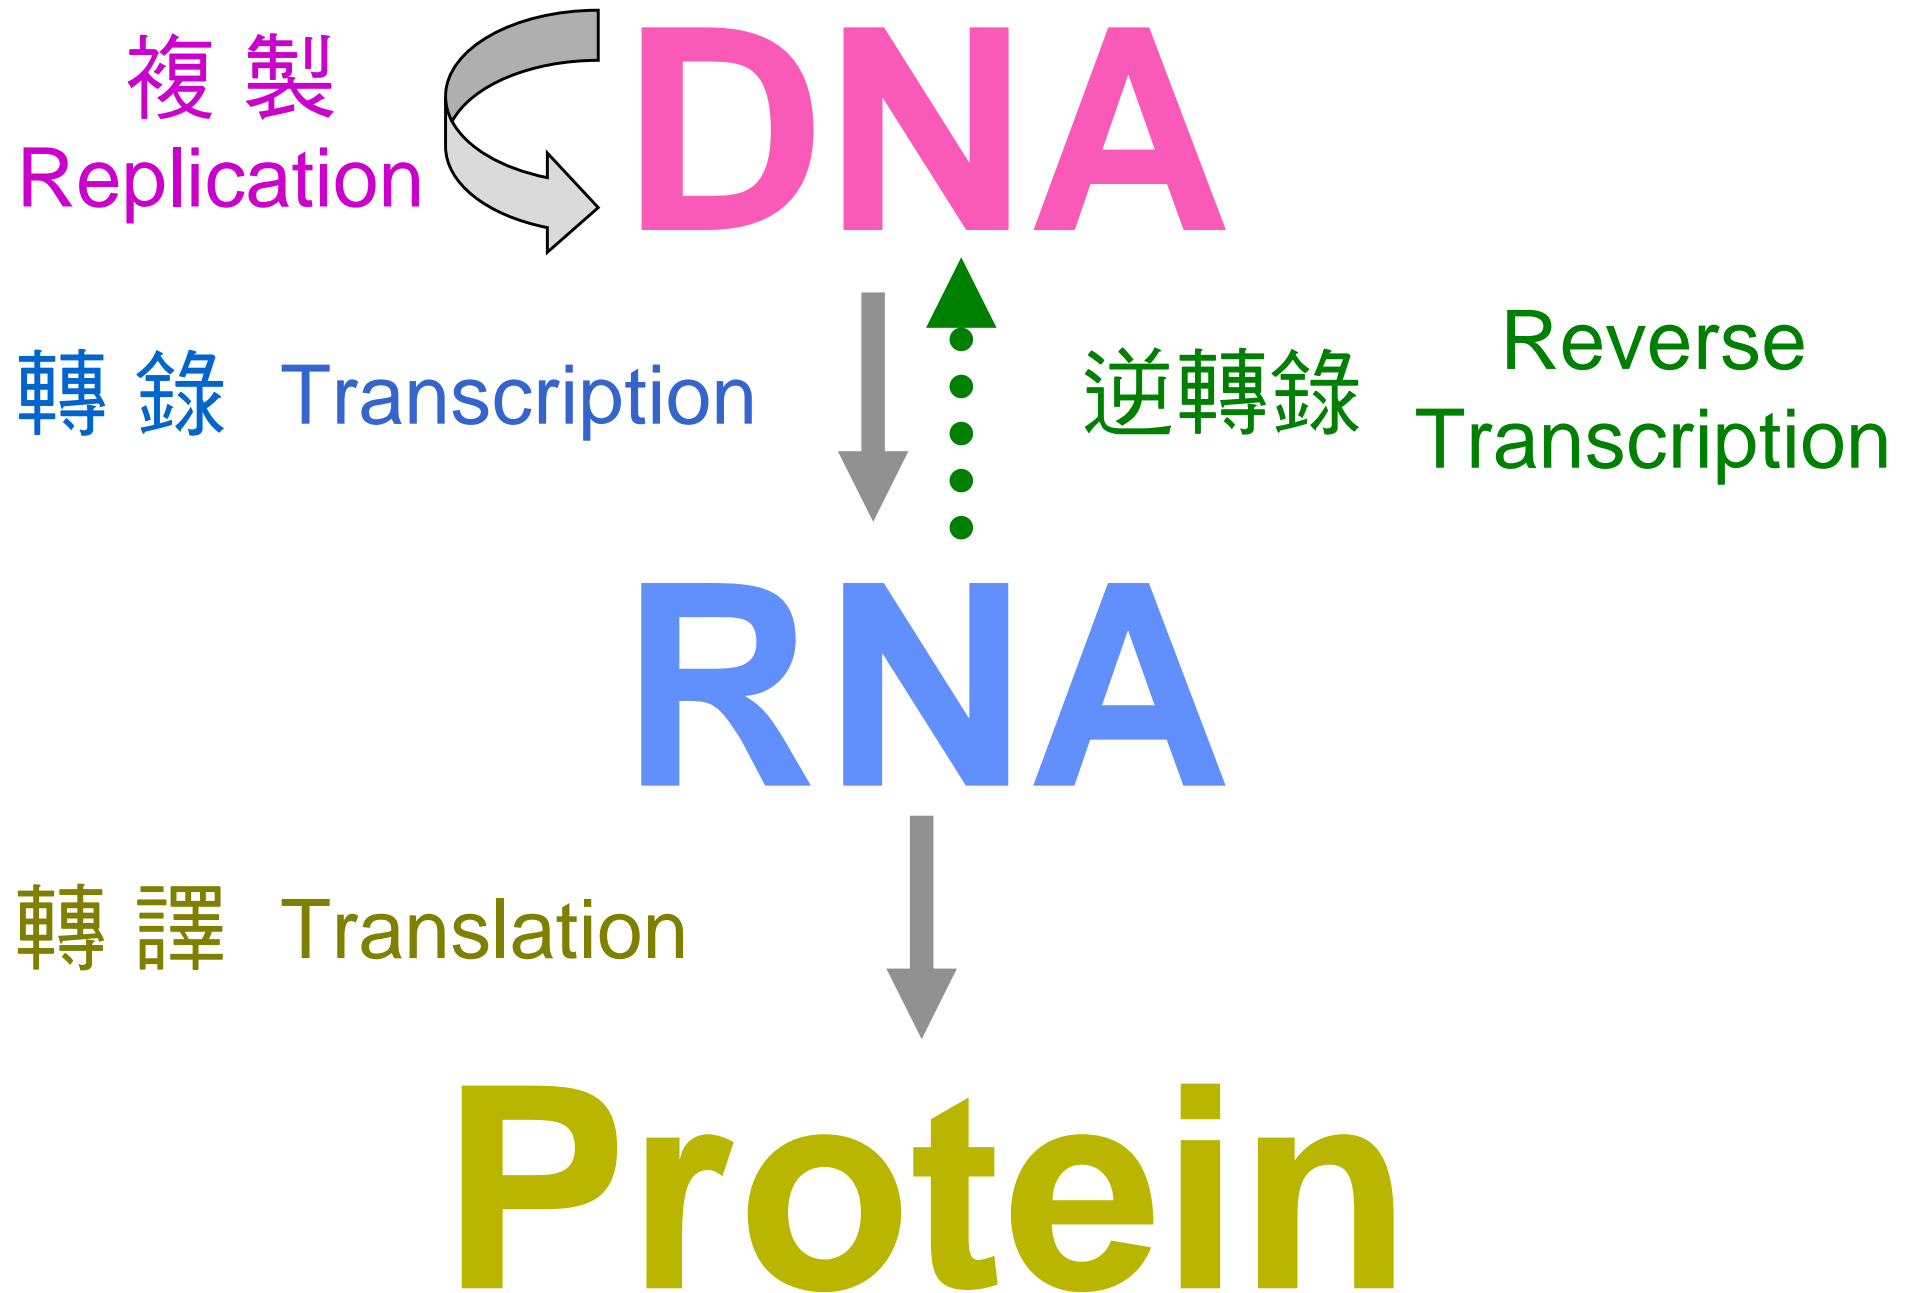 複 製
Replication
DNA
轉 錄 Transcription
逆轉錄
Reverse
Transcription
RNA
轉 譯 Translation
Protein